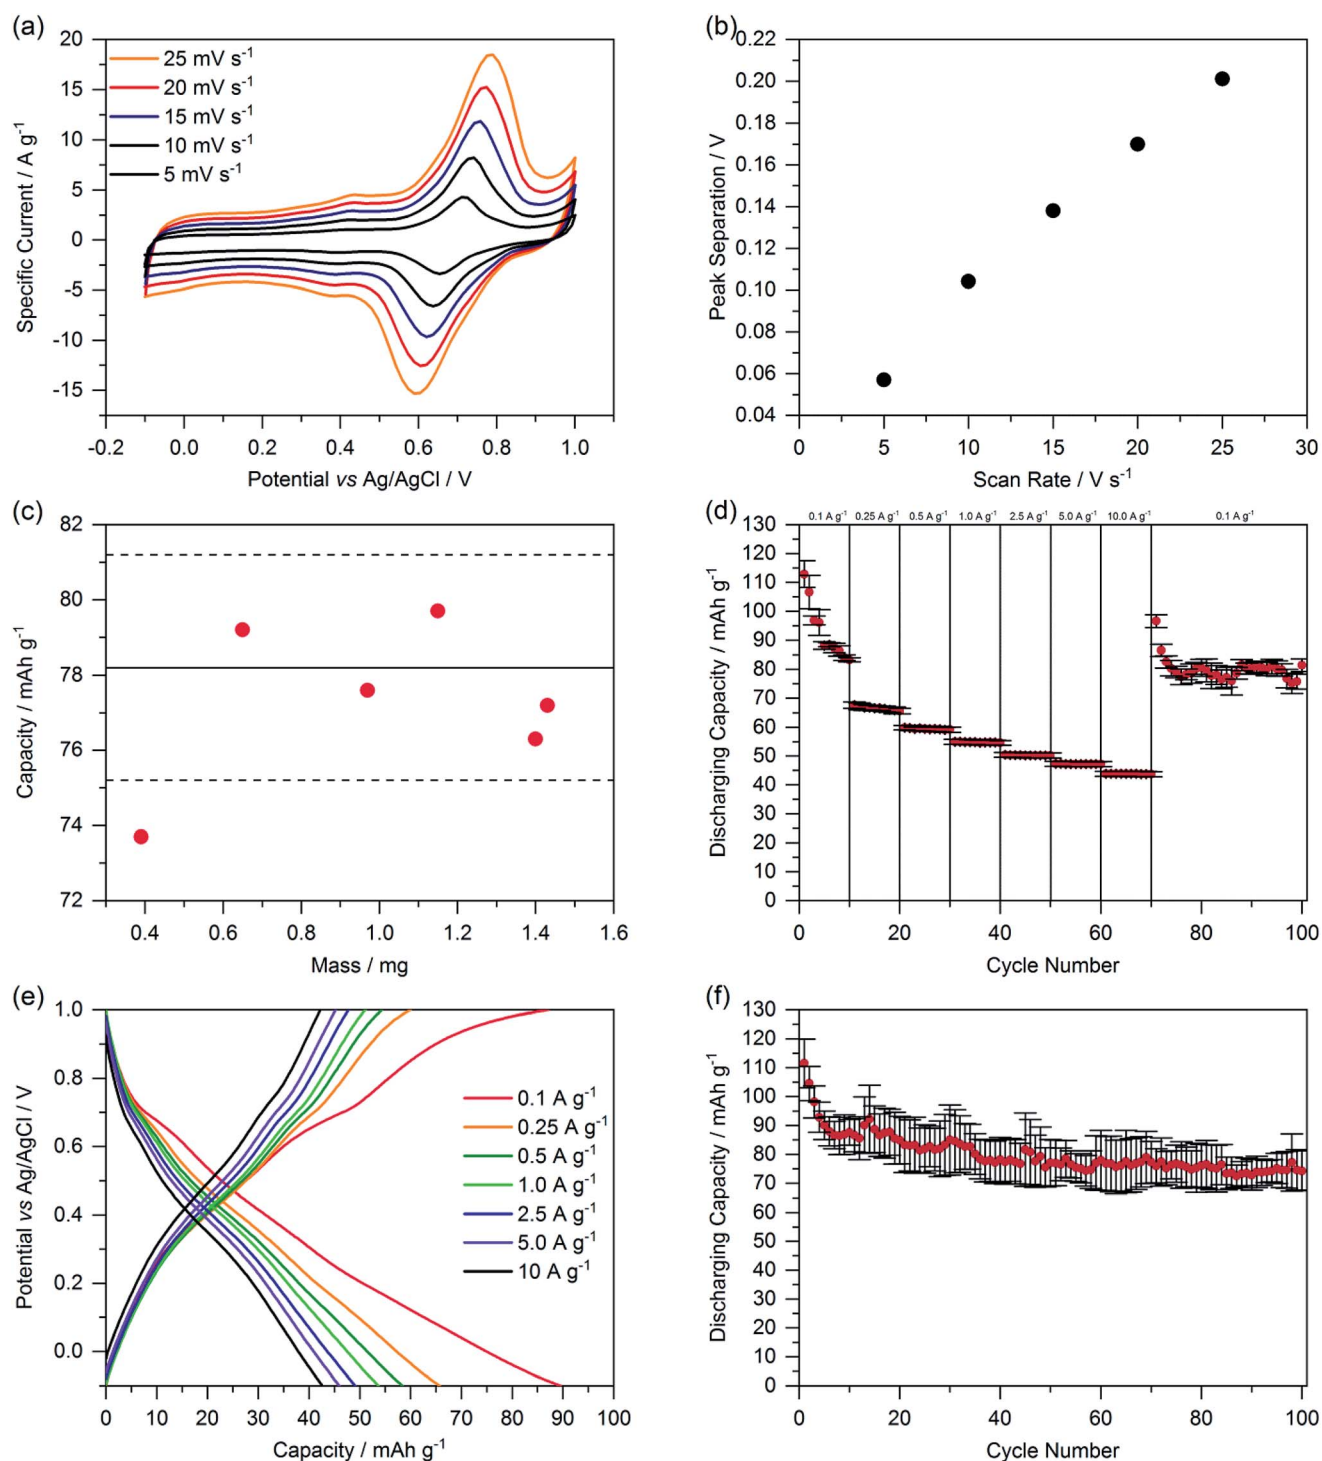 (a)
20
15
10
5
0
-5
-10
-15
Specific Current / A g⁻¹
25 mV s⁻¹
20 mV s⁻¹
15 mV s⁻¹
10 mV s⁻¹
5 mV s⁻¹
-0.2 0.0 0.2 0.4 0.6 0.8 1.0
Potential vs Ag/AgCl / V
(b)
0.22
0.20
0.18
0.16
0.14
0.12
0.10
0.08
0.06
0.04
Peak Separation / V
0 5 10 15 20 25 30
Scan Rate / V s⁻¹
(c)
82
80
78
76
74
72
Capacity / mAh g⁻¹
0.4 0.6 0.8 1.0 1.2 1.4 1.6
Mass / mg
(d)
0.1 A g⁻¹ 0.25 A g⁻¹ 0.5 A g⁻¹ 1.0 A g⁻¹ 2.5 A g⁻¹ 5.0 A g⁻¹ 10.0 A g⁻¹ 0.1 A g⁻¹
130
120
110
100
90
80
70
60
50
40
30
20
10
0
Discharging Capacity / mAh g⁻¹
0 20 40 60 80 100
Cycle Number
(e)
1.0
0.8
0.6
0.4
0.2
0.0
Potential vs Ag/AgCl / V
0.1 A g⁻¹
0.25 A g⁻¹
0.5 A g⁻¹
1.0 A g⁻¹
2.5 A g⁻¹
5.0 A g⁻¹
10 A g⁻¹
0 10 20 30 40 50 60 70 80 90 100
Capacity / mAh g⁻¹
(f)
130
120
110
100
90
80
70
60
50
40
30
20
10
0
Discharging Capacity / mAh g⁻¹
0 20 40 60 80 100
Cycle Number